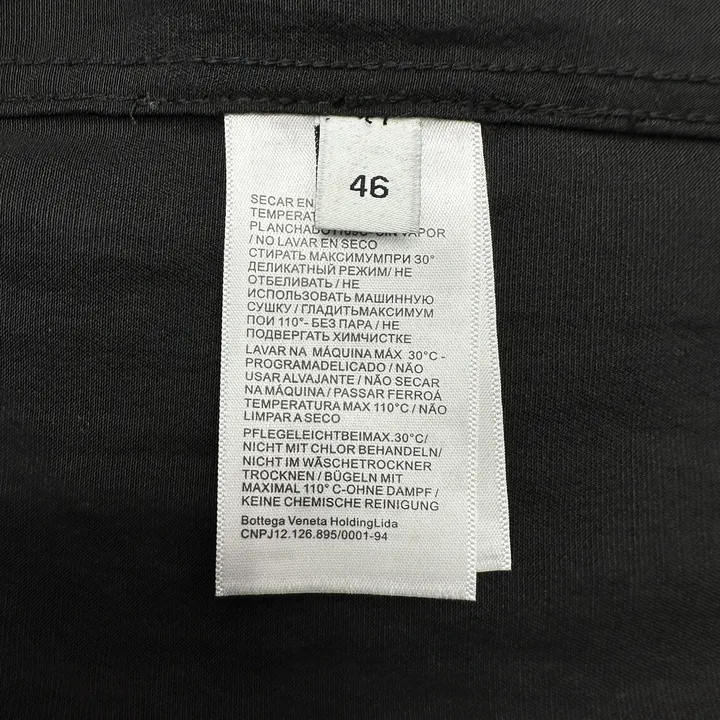 46
SECAR EN
TEMPERAT
PLANCHADO110°C-SIN VAPOR
/ NO LAVAR EN SECO
СТИРАТЬ МАКСИМУМПРИ 30°
ДЕЛИКАТНЫЙ РЕЖИМ/ НЕ
ОТБЕЛИВАТЬ / НЕ
ИСПОЛЬЗОВАТЬ МАШИННУЮ
СУШКУ / ГЛАДИТЬМАКСИМУМ
ПОИ 110°- БЕЗ ПАРА / НЕ
ПОДВЕРГАТЬ ХИМЧИСТКЕ
LAVAR NA MÁQUINA MÁX 30°C -
PROGRAMADELICADO / NÃO
USAR ALVAJANTE / NÃO SECAR
NA MÁQUINA / PASSAR FERROÁ
TEMPERATURA MAX 110°C / NÃO
LIMPAR A SECO
PFLEGELEICHTBEIMAX.30°C/
NICHT MIT CHLOR BEHANDELN/
NICHT IM WÄSCHETROCKNER
TROCKNEN / BÜGELN MIT
MAXIMAL 110° C-OHNE DAMPF /
KEINE CHEMISCHE REINIGUNG
Bottega Veneta HoldingLida
CNPJ12.126.895/0001-94